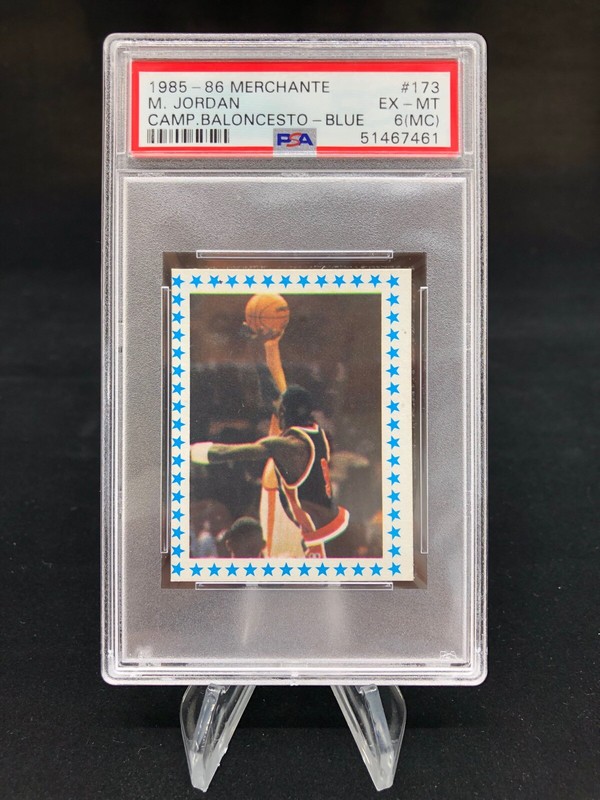 1985-86 MERCHANTE #173
M. JORDAN EX-MT
CAMP.BALONCESTO-BLUE 6(MC)
PSA 51467461